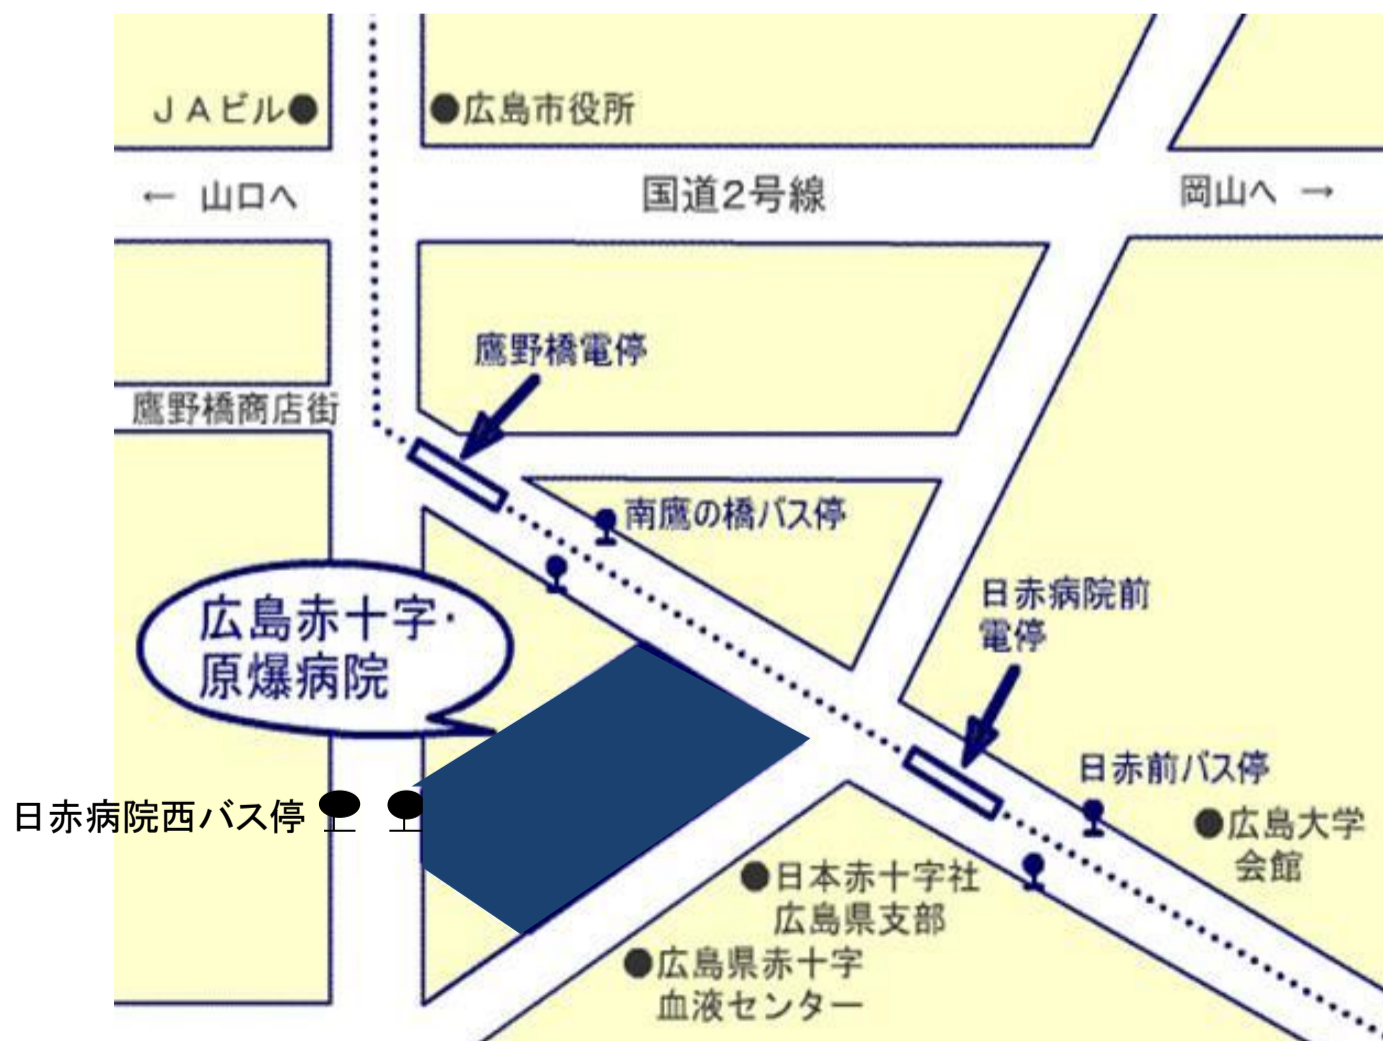 JAビル●
●広島市役所
← 山口へ
国道2号線
岡山へ →
鷹野橋電停
鷹野橋商店街
南鷹の橋バス停
広島赤十字・
原爆病院
日赤病院前
電停
日赤前バス停
日赤病院西バス停
●広島大学
会館
●日本赤十字社
広島県支部
●広島県赤十字
血液センター